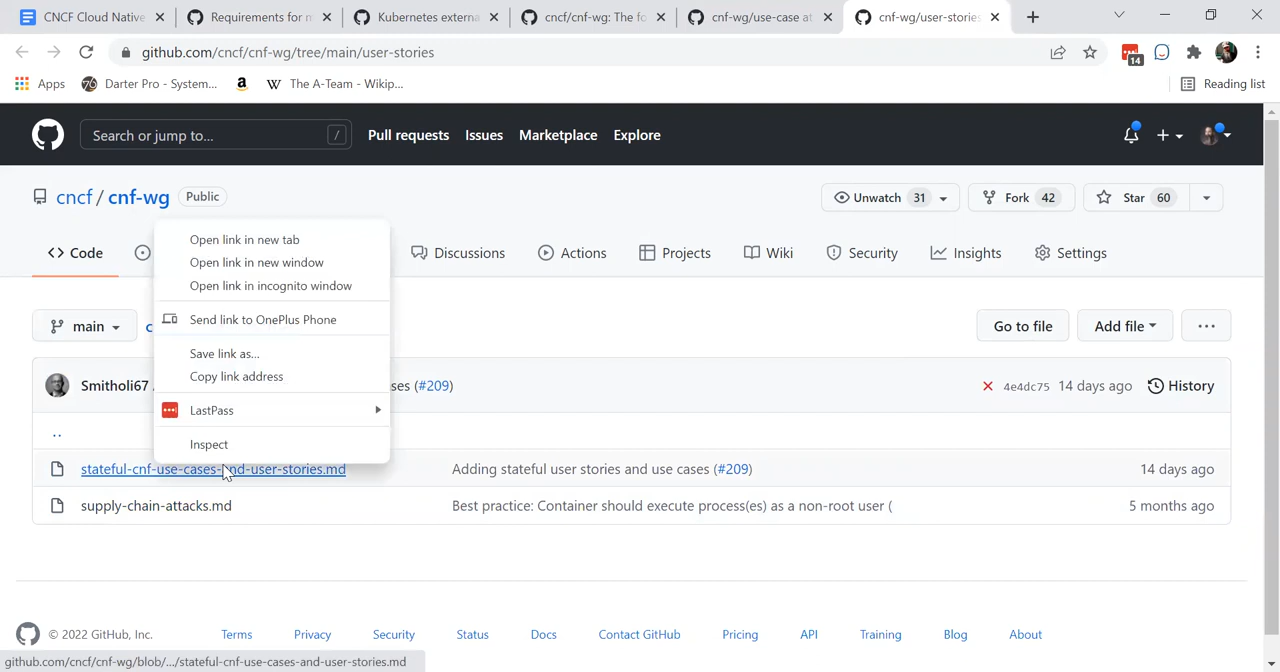 CNCF Cloud Native
Requirements for n
Kubernetes externa
cncf/cnf-wg: The fo
cnf-wg/use-case at
cnf-wg/user-stories
github.com/cncf/cnf-wg/tree/main/user-stories
14
Apps
Darter Pro - System...
The A-Team - Wikip...
Reading list
Search or jump to...
/
Pull requests
Issues
Marketplace
Explore
cncf / cnf-wg
Public
Unwatch 31
Fork 42
Star 60
Code
Discussions
Actions
Projects
Wiki
Security
Insights
Settings
Open link in new tab
Open link in new window
Open link in incognito window
Send link to OnePlus Phone
Save link as...
Copy link address
LastPass
Inspect
main
c
Go to file
Add file
...
Smitholi67
ses (#209)
4e4dc75
14 days ago
History
..
stateful-cnf-use-cases-and-user-stories.md
Adding stateful user stories and use cases (#209)
14 days ago
supply-chain-attacks.md
Best practice: Container should execute process(es) as a non-root user (
5 months ago
© 2022 GitHub, Inc.
Terms
Privacy
Security
Status
Docs
Contact GitHub
Pricing
API
Training
Blog
About
github.com/cncf/cnf-wg/blob/.../stateful-cnf-use-cases-and-user-stories.md